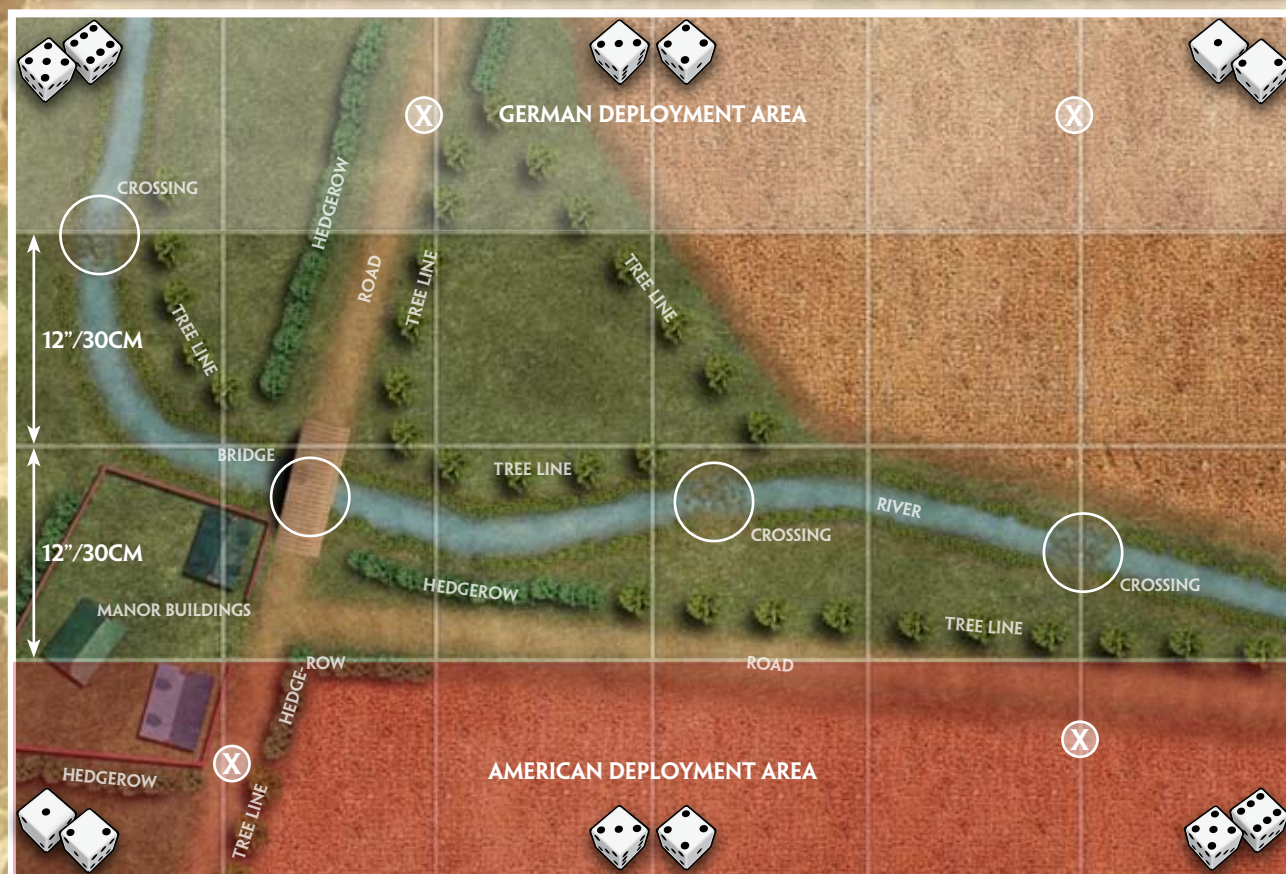 X
GERMAN DEPLOYMENT AREA
X
CROSSING
HEDGEROW
ROAD
TREE LINE
TREE LINE
TREE LINE
12”/30CM
BRIDGE
TREE LINE
RIVER
CROSSING
12”/30CM
CROSSING
HEDGEROW
MANOR BUILDINGS
TREE LINE
HEDGE-ROW
ROAD
X
X
AMERICAN DEPLOYMENT AREA
HEDGEROW
TREE LINE